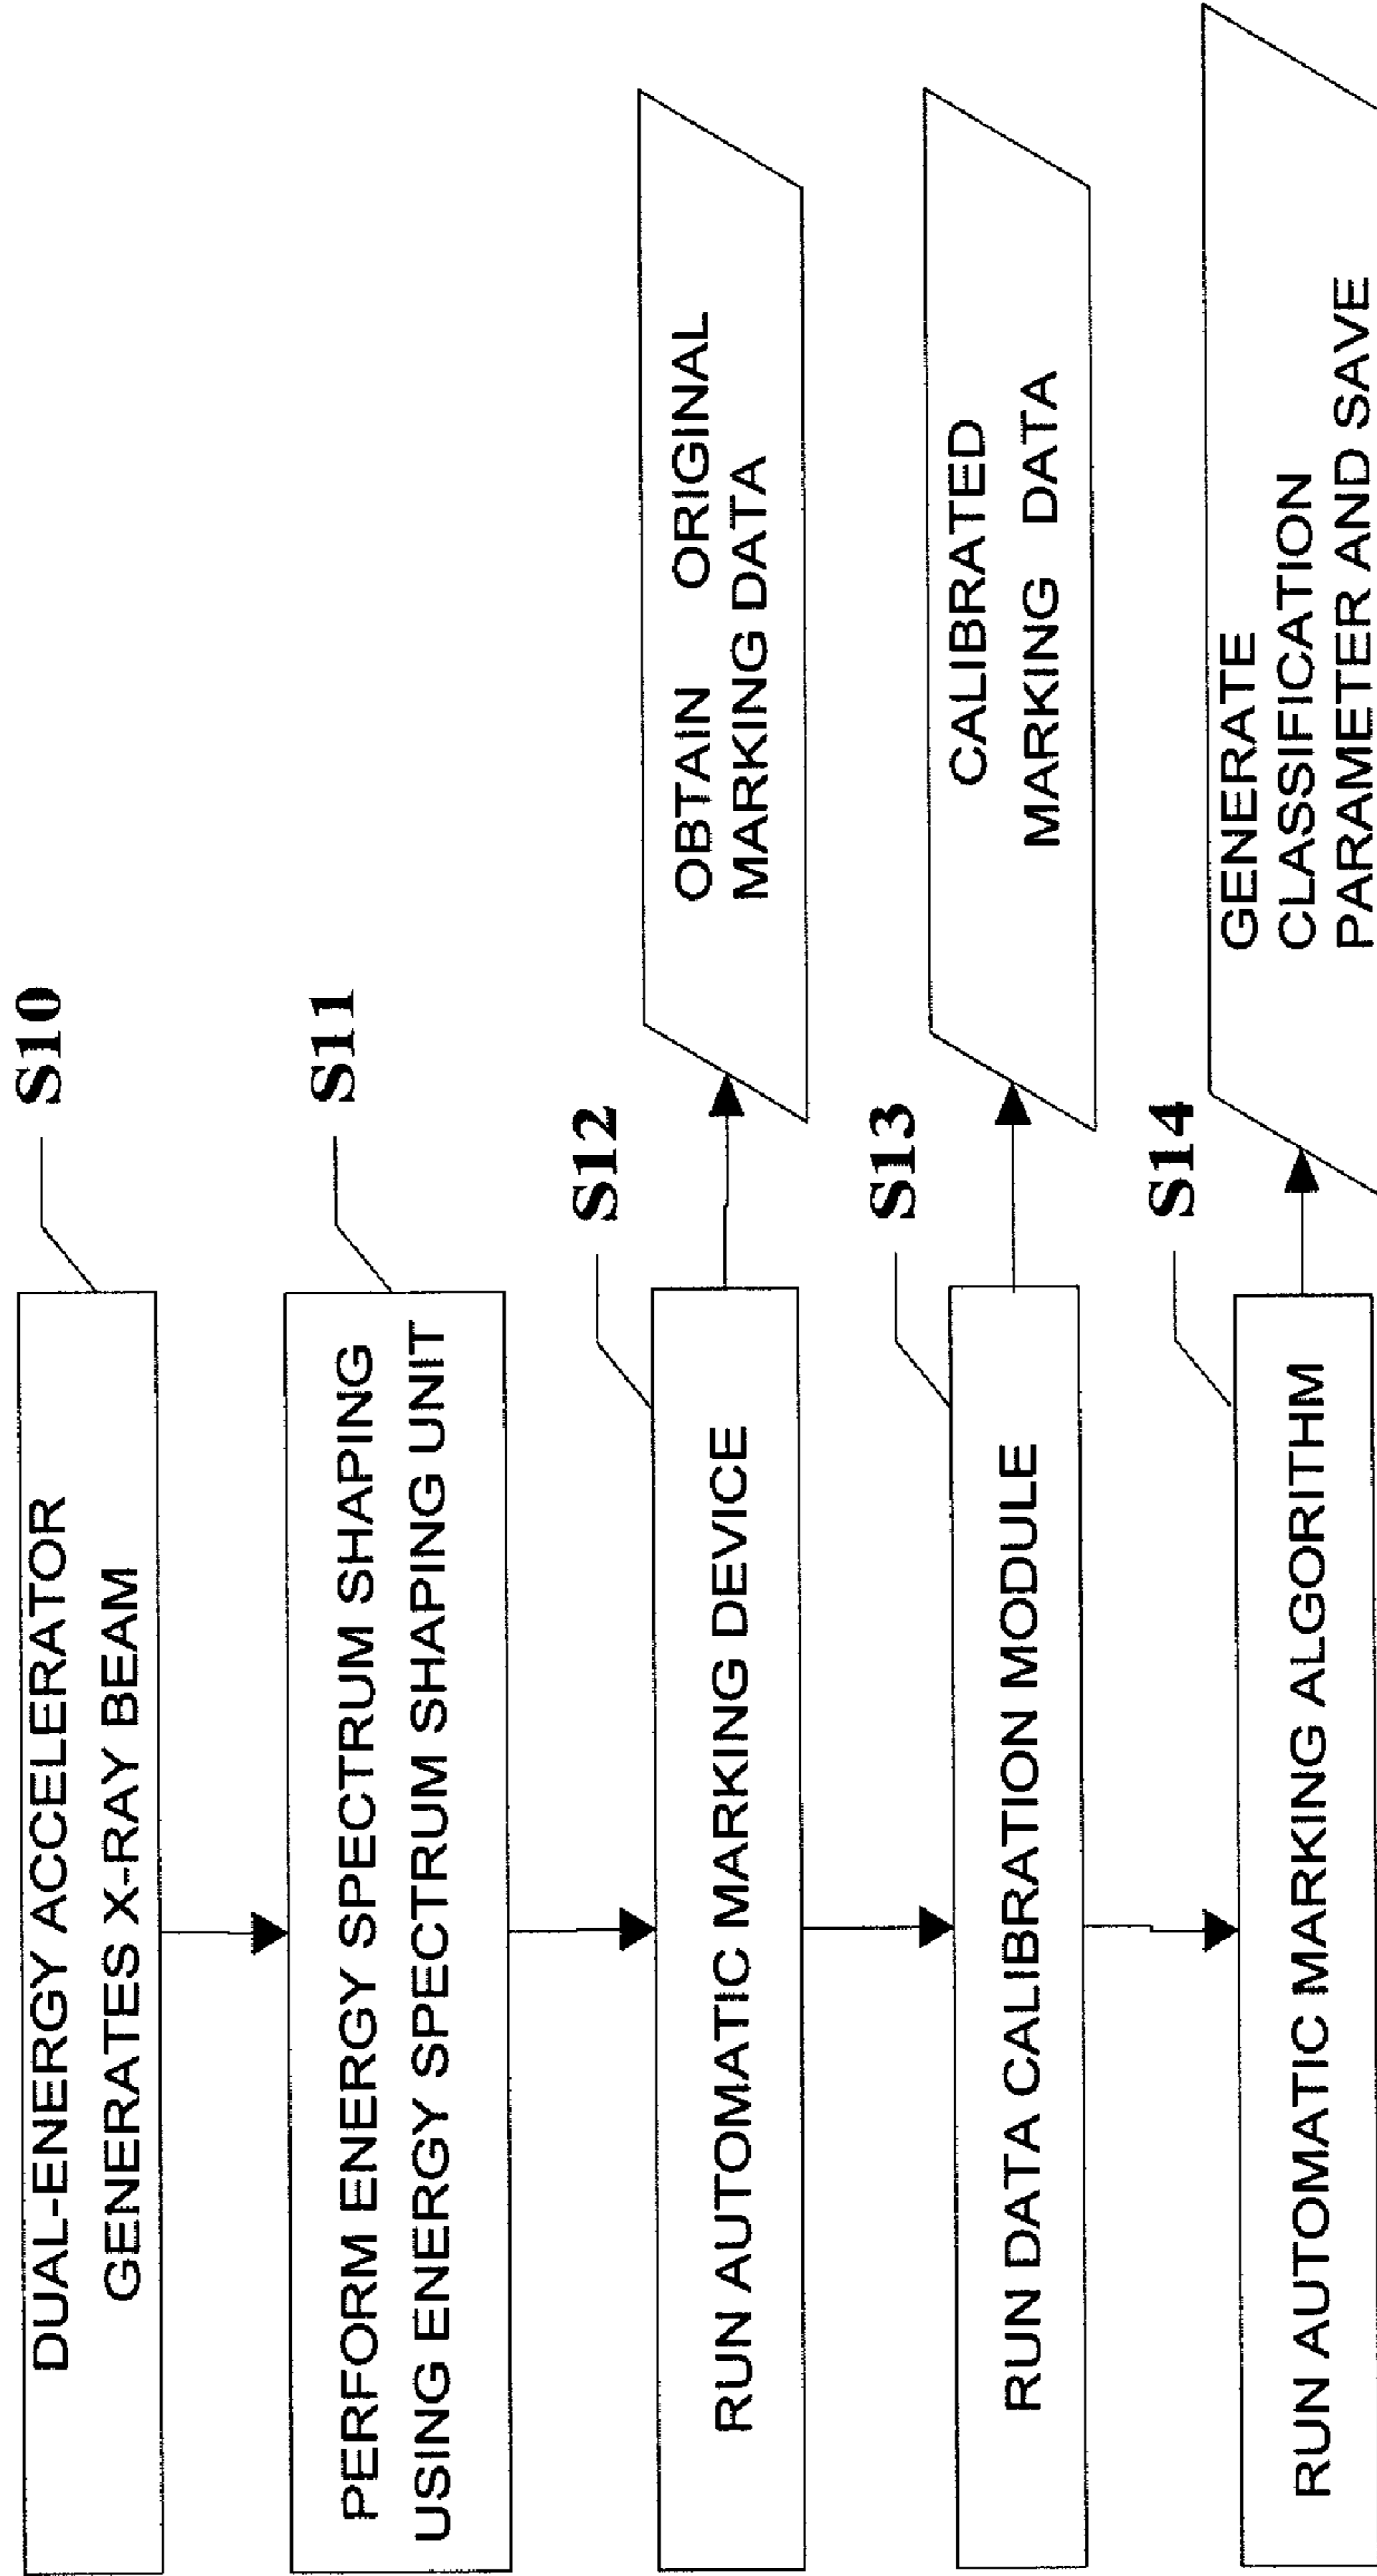 DUAL-ENERGY ACCELERATOR
GENERATES X-RAY BEAM
S10
PERFORM ENERGY SPECTRUM SHAPING
USING ENERGY SPECTRUM SHAPING UNIT
S11
RUN AUTOMATIC MARKING DEVICE
S12
OBTAIN ORIGINAL
MARKING DATA
RUN DATA CALIBRATION MODULE
S13
CALIBRATED
MARKING DATA
RUN AUTOMATIC MARKING ALGORITHM
S14
GENERATE
CLASSIFICATION
PARAMETER AND SAVE